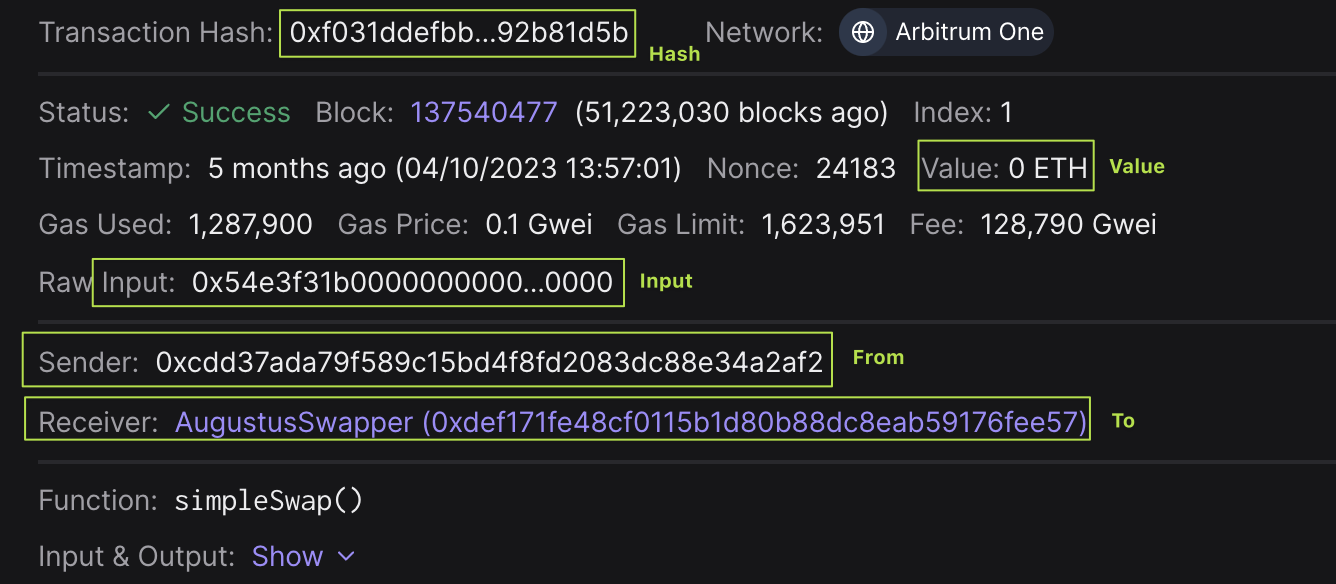 Transaction Hash: 0xf031ddefbb...92b81d5b Hash Network: Arbitrum One
Status: ✓ Success Block: 137540477 (51,223,030 blocks ago) Index: 1
Timestamp: 5 months ago (04/10/2023 13:57:01) Nonce: 24183 Value: 0 ETH Value
Gas Used: 1,287,900 Gas Price: 0.1 Gwei Gas Limit: 1,623,951 Fee: 128,790 Gwei
Raw Input: 0x54e3f31b0000000000...0000 Input
Sender: 0xcdd37ada79f589c15bd4f8fd2083dc88e34a2af2 From
Receiver: AugustusSwapper (0xdef171fe48cf0115b1d80b88dc8eab59176fee57) To
Function: simpleSwap()
Input & Output: Show